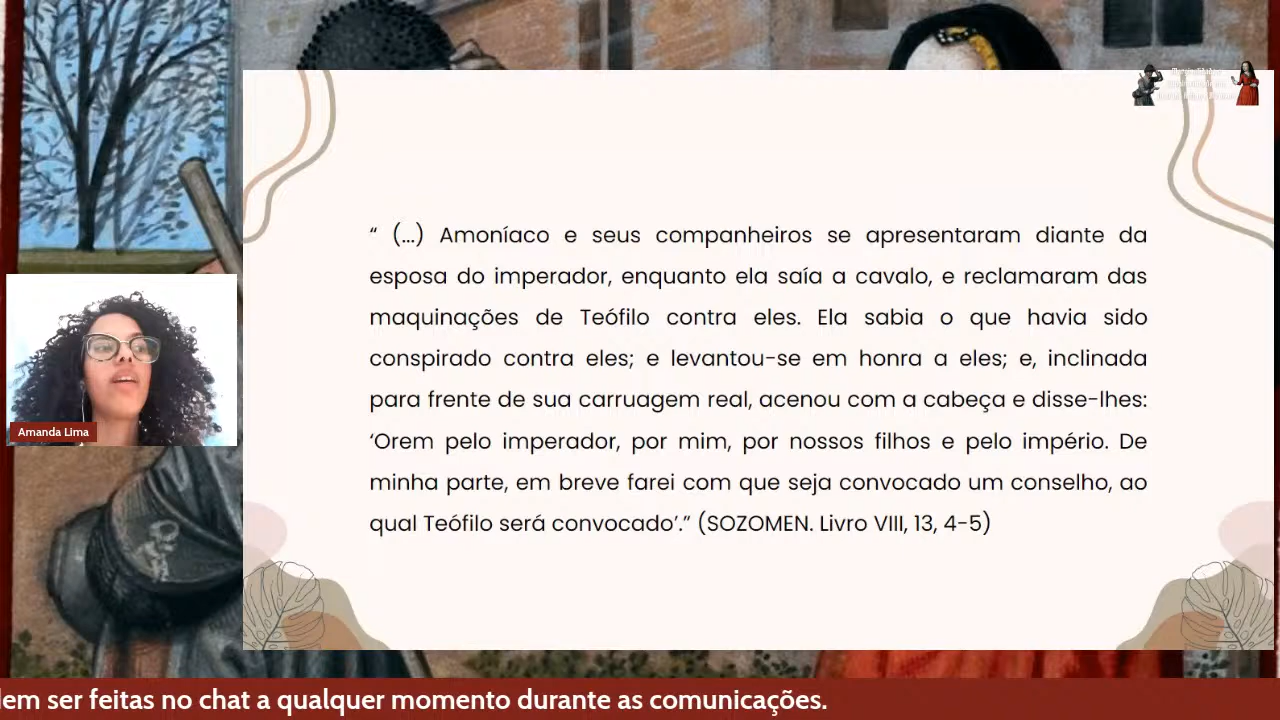 “ (...) Amoníaco e seus companheiros se apresentaram diante da
esposa do imperador, enquanto ela saía a cavalo, e reclamaram das
maquinações de Teófilo contra eles. Ela sabia o que havia sido
conspirado contra eles; e levantou-se em honra a eles; e, inclinada
para frente de sua carruagem real, acenou com a cabeça e disse-lhes:
‘Orem pelo imperador, por mim, por nossos filhos e pelo império. De
minha parte, em breve farei com que seja convocado um conselho, ao
qual Teófilo será convocado’.” (SOZOMEN. Livro VIII, 13, 4-5)
Amanda Lima
ser feitas no chat a qualquer momento durante as comunicações.